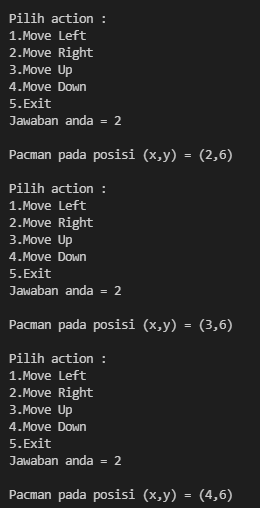 Pilih action :
1.Move Left
2.Move Right
3.Move Up
4.Move Down
5.Exit
Jawaban anda = 2
Pacman pada posisi (x,y) = (2,6)
Pilih action :
1.Move Left
2.Move Right
3.Move Up
4.Move Down
5.Exit
Jawaban anda = 2
Pacman pada posisi (x,y) = (3,6)
Pilih action :
1.Move Left
2.Move Right
3.Move Up
4.Move Down
5.Exit
Jawaban anda = 2
Pacman pada posisi (x,y) = (4,6)